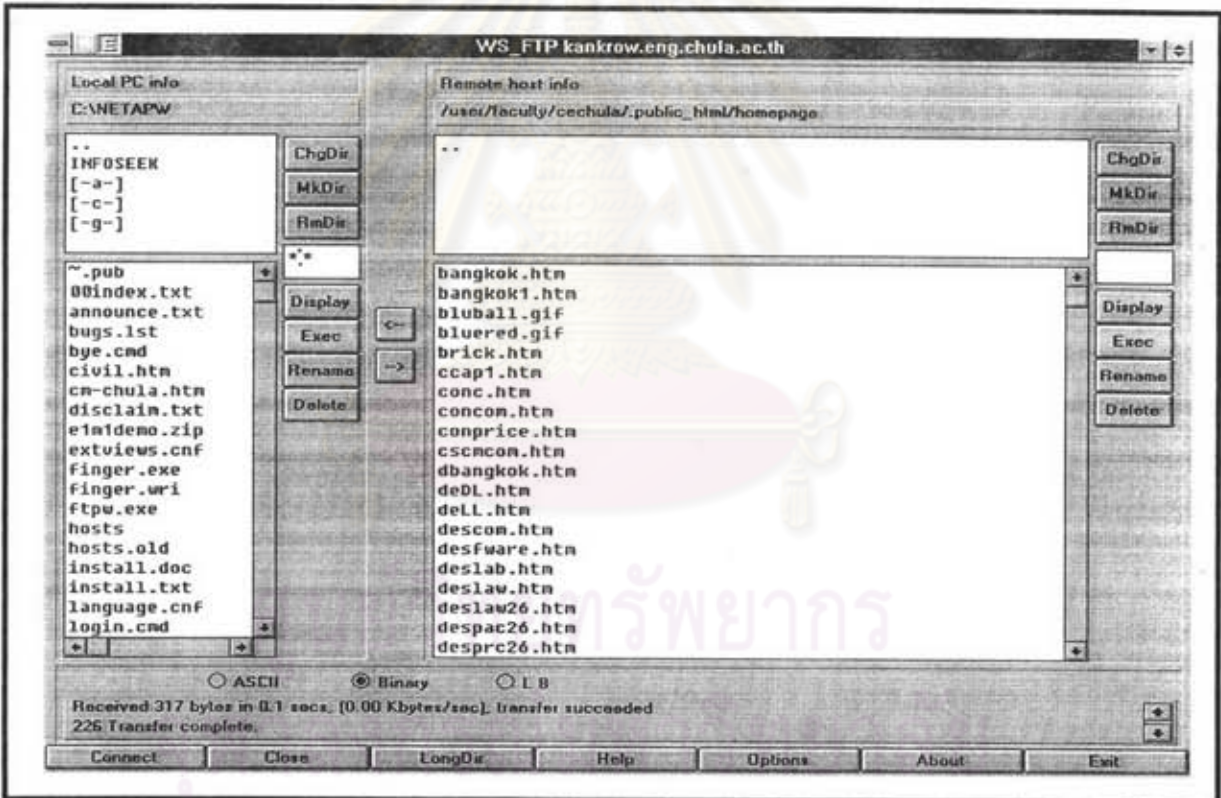 WS_FTP kankrow.eng.chula.ac.th
Local PC info
C:\NETAPW
..
INFOSEEK
[-a-]
[-c-]
[-g-]
ChgDir
MkDir
RmDir
*.*
~.pub
00index.txt
announce.txt
bugs.lst
bye.cmd
civil.htm
cm-chula.htm
disclaim.txt
e1m1demo.zip
extviews.cnf
finger.exe
finger.wri
ftpw.exe
hosts
hosts.old
install.doc
install.txt
language.cnf
login.cmd
Display
Exec
Rename
Delete
<--
-->
Remote host info
/user/faculty/cechula/.public_html/homepage
..
ChgDir
MkDir
RmDir
bangkok.htm
bangkok1.htm
bluball.gif
bluered.gif
brick.htm
ccap1.htm
conc.htm
concom.htm
conprice.htm
cscmcom.htm
dbangkok.htm
deDL.htm
deLL.htm
descom.htm
desfware.htm
deslab.htm
deslaw.htm
deslaw26.htm
despac26.htm
desprc26.htm
Display
Exec
Rename
Delete
ASCII Binary L 8
Received 317 bytes in 0.1 secs, (0.00 Kbytes/sec), transfer succeeded
226 Transfer complete.
Connect Close LongDir Help Options About Exit